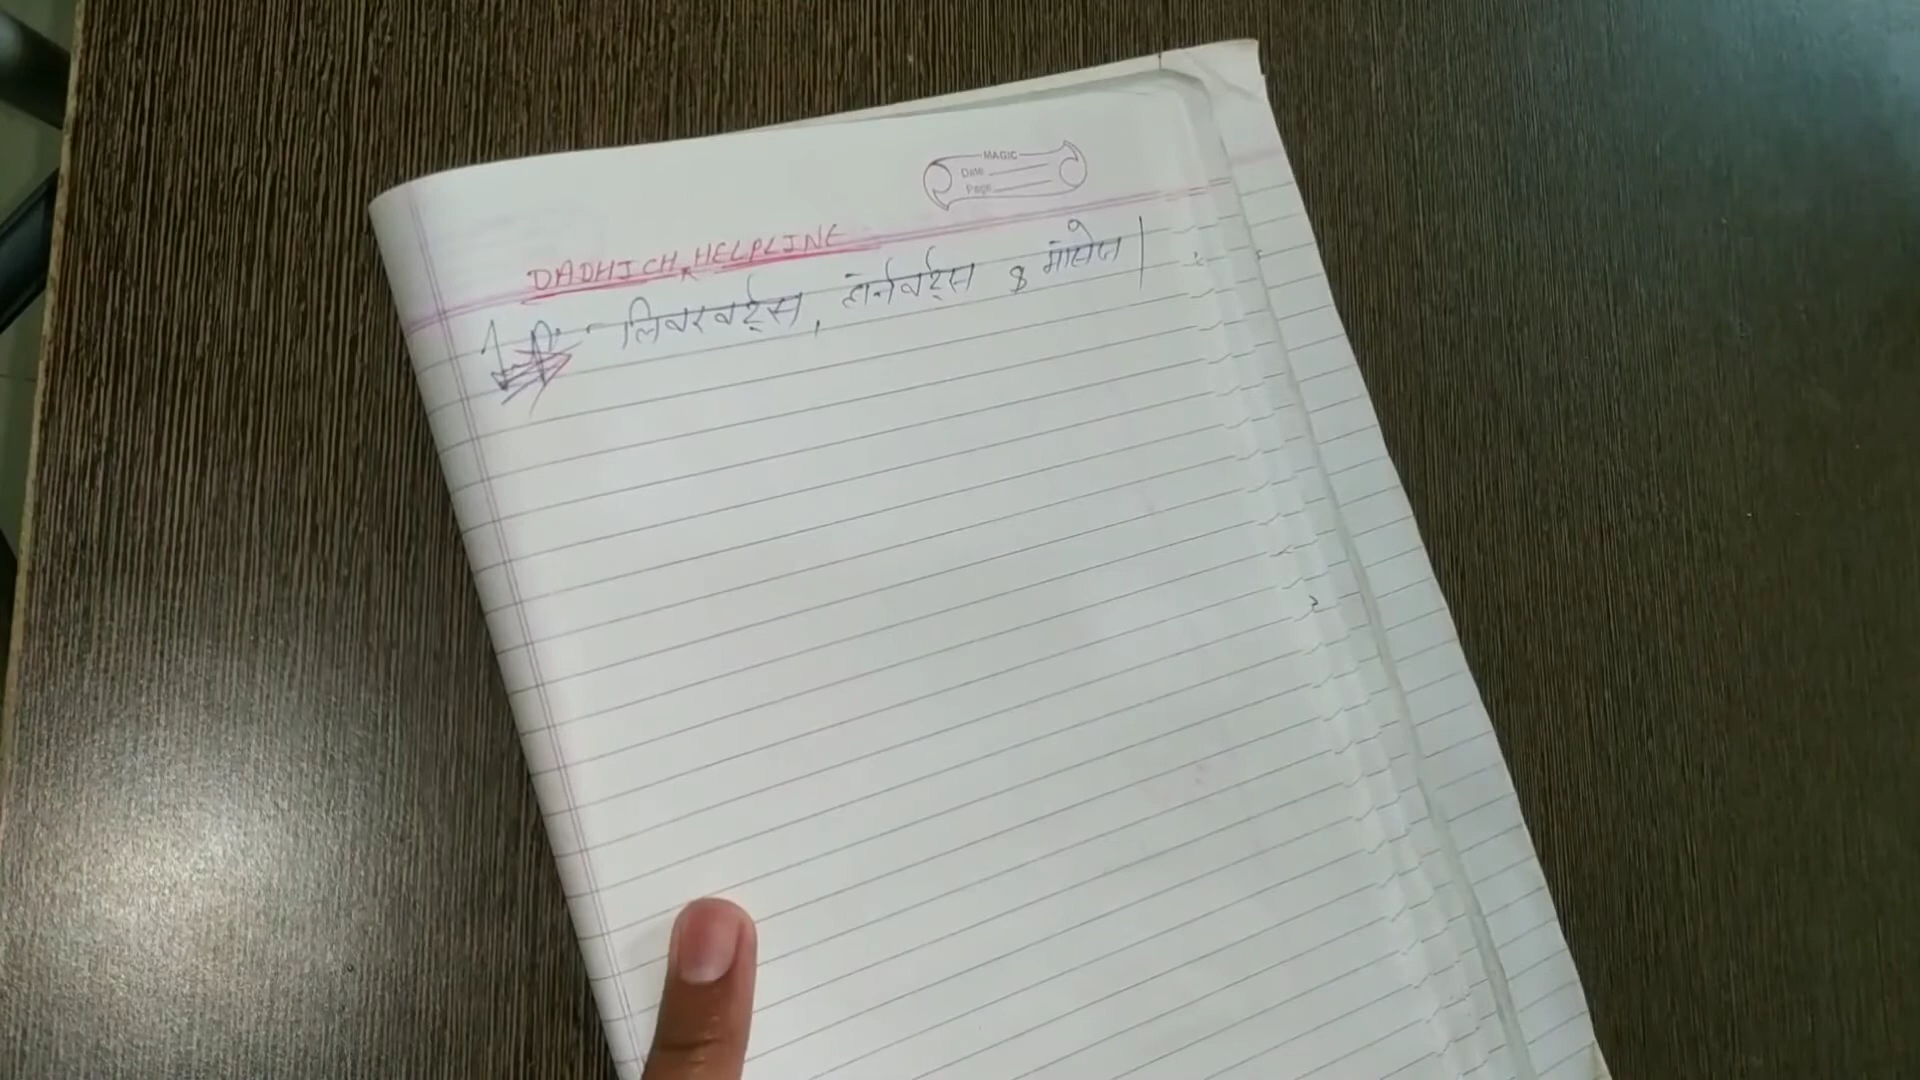 MAGIC
Date
Page
DADHICH HELPLINE
लिवरवर्ट्स, हॉर्नवर्ट्स & मॉसेज।